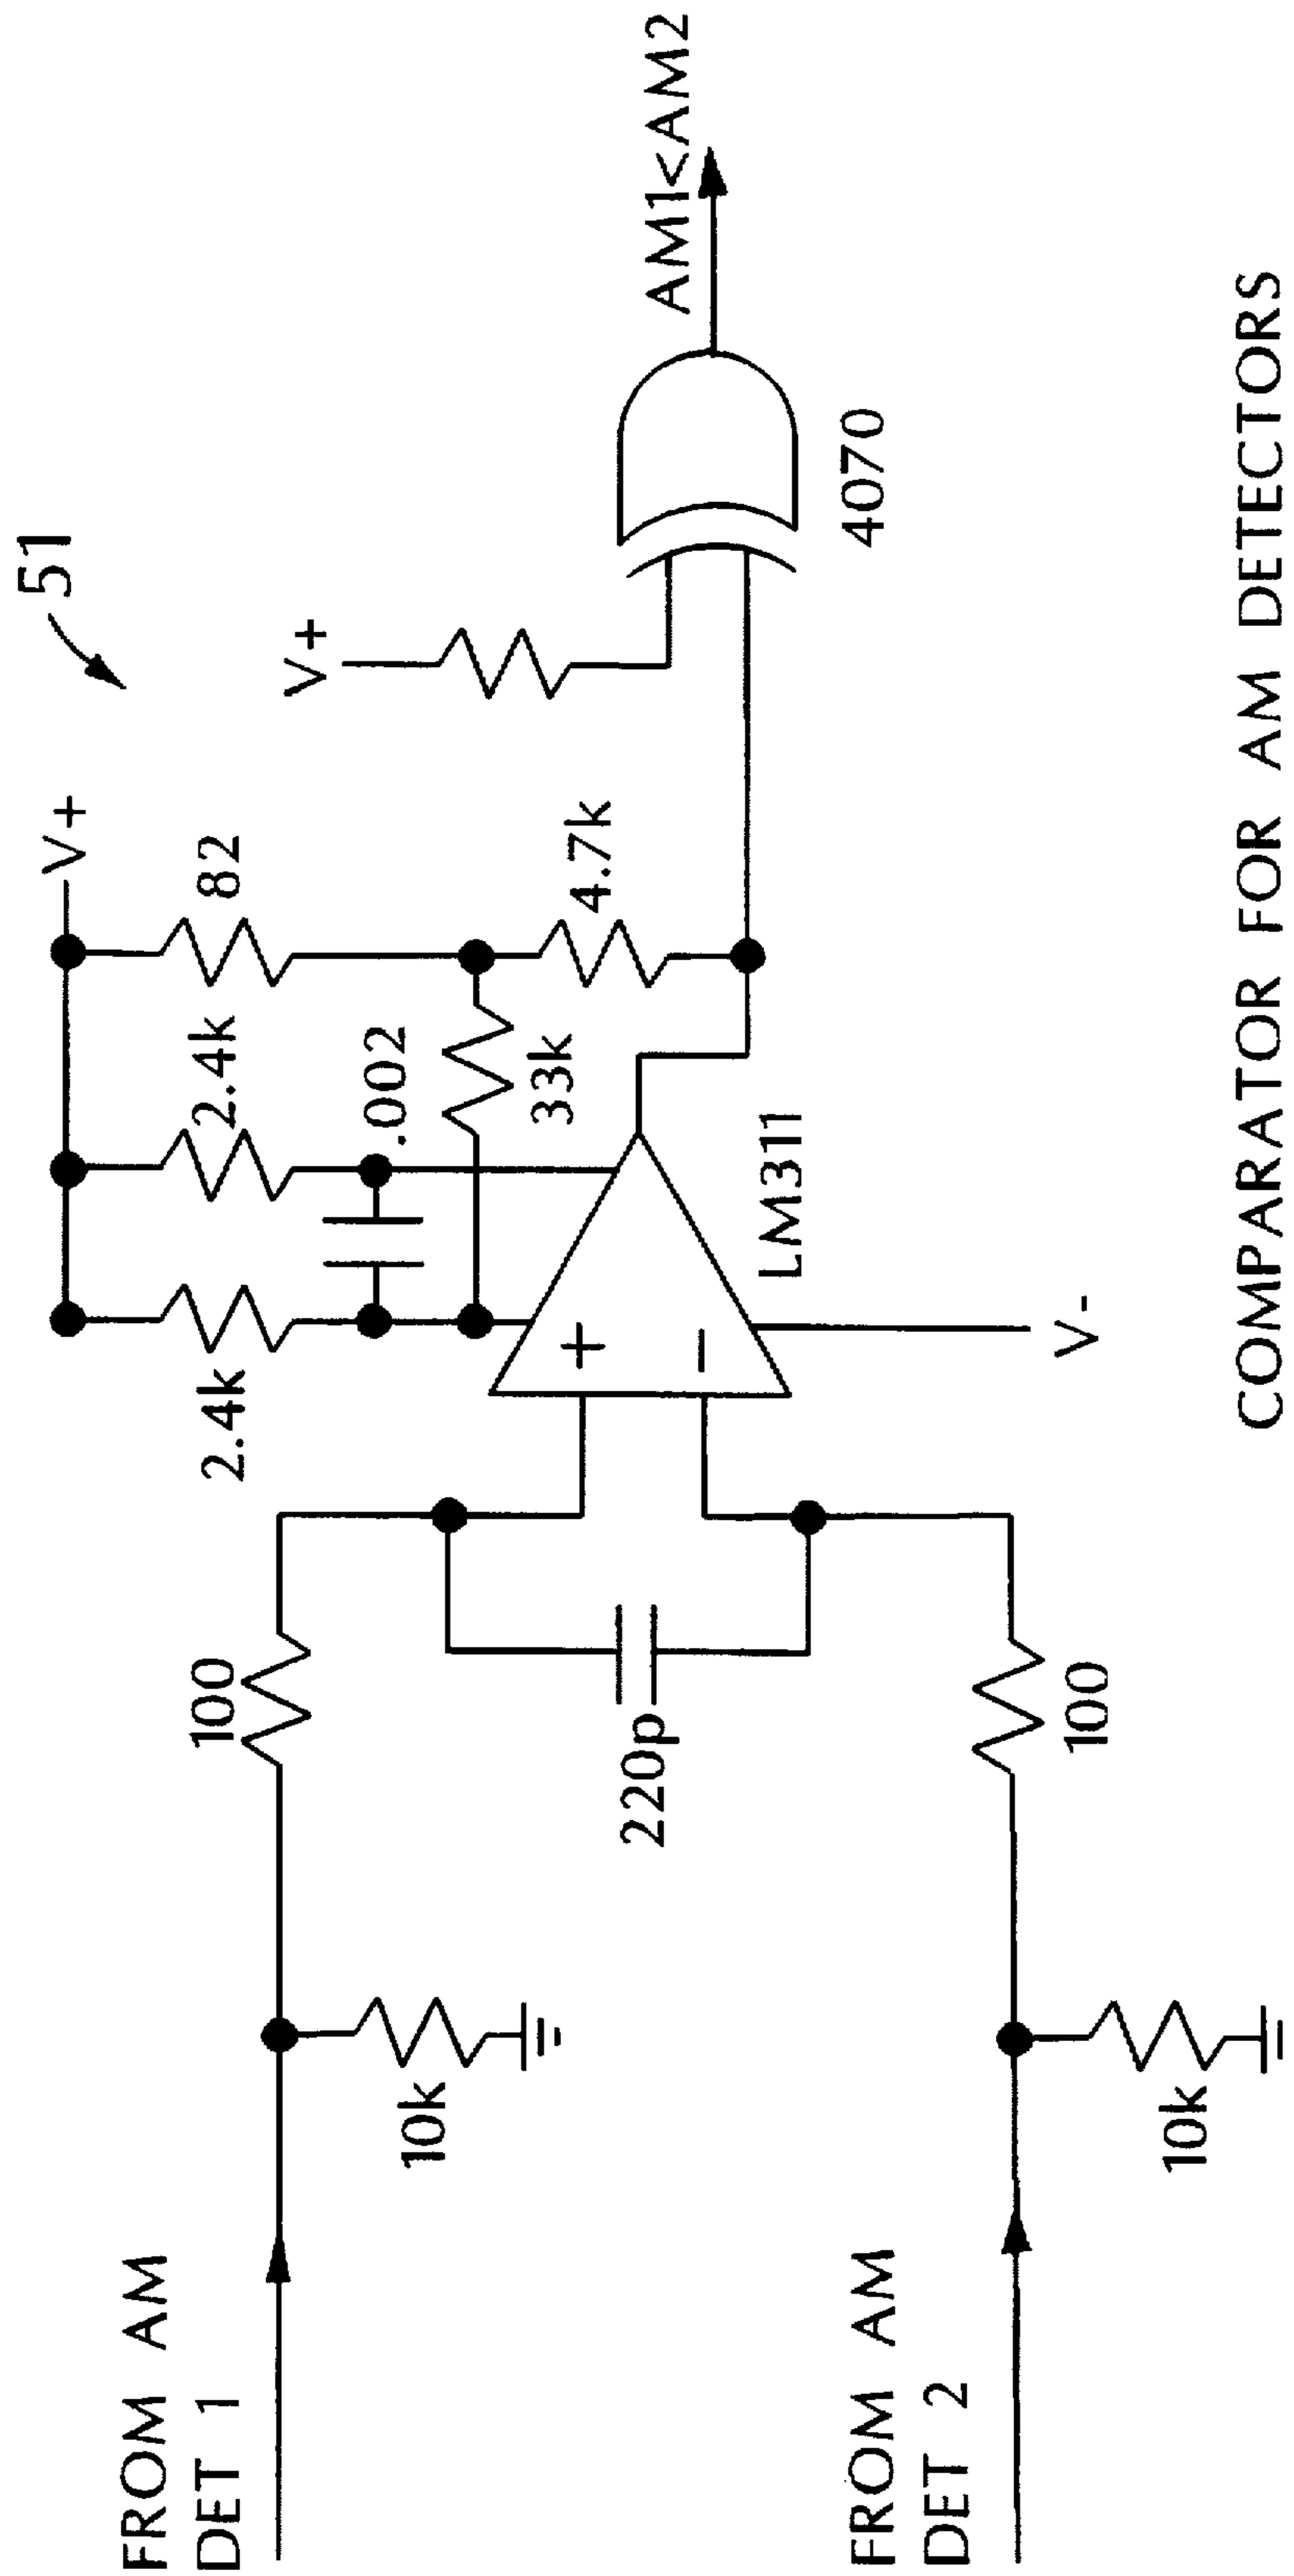 51
V+
82
2.4k
2.4k
.002
33k
4.7k
V+
AM1<AM2
4070
+
−
LM311
V-
100
220p
100
10k
10k
FROM AM
DET 1
FROM AM
DET 2
COMPARATOR FOR AM DETECTORS